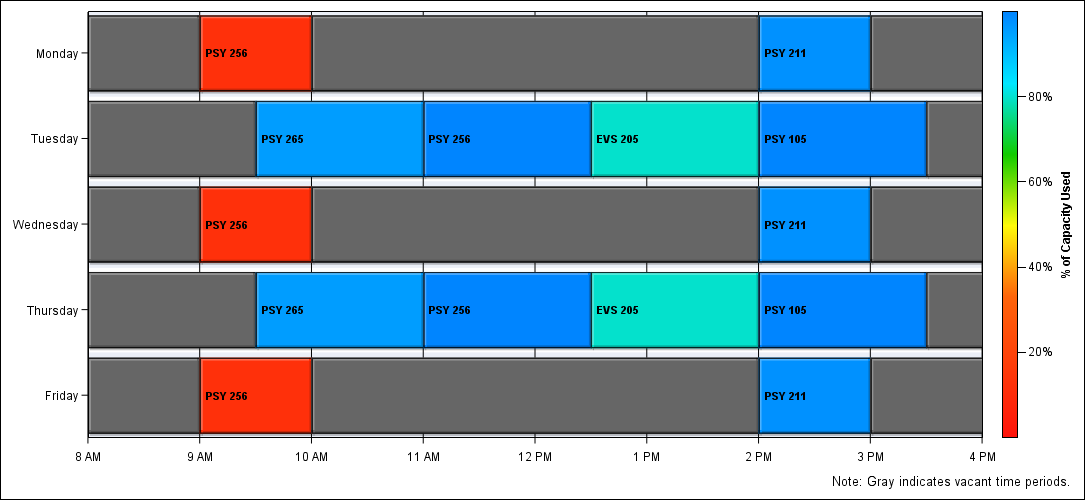 Monday
PSY 256
PSY 211
Tuesday
PSY 265
PSY 256
EVS 205
PSY 105
Wednesday
PSY 256
PSY 211
Thursday
PSY 265
PSY 256
EVS 205
PSY 105
Friday
PSY 256
PSY 211
8 AM
9 AM
10 AM
11 AM
12 PM
1 PM
2 PM
3 PM
4 PM
80%
60%
40%
20%
% of Capacity Used
Note: Gray indicates vacant time periods.